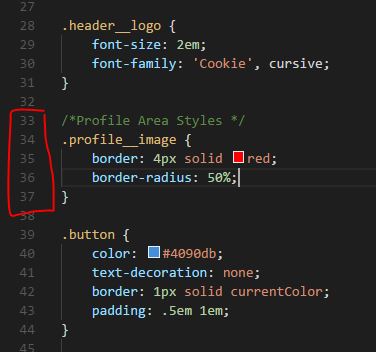 27
28 .header__logo {
29 font-size: 2em;
30 font-family: 'Cookie', cursive;
31 }
32
33 /*Profile Area Styles */
34 .profile__image {
35 border: 4px solid red;
36 border-radius: 50%;
37 }
38
39 .button {
40 color: #4090db;
41 text-decoration: none;
42 border: 1px solid currentColor;
43 padding: .5em 1em;
44 }
45